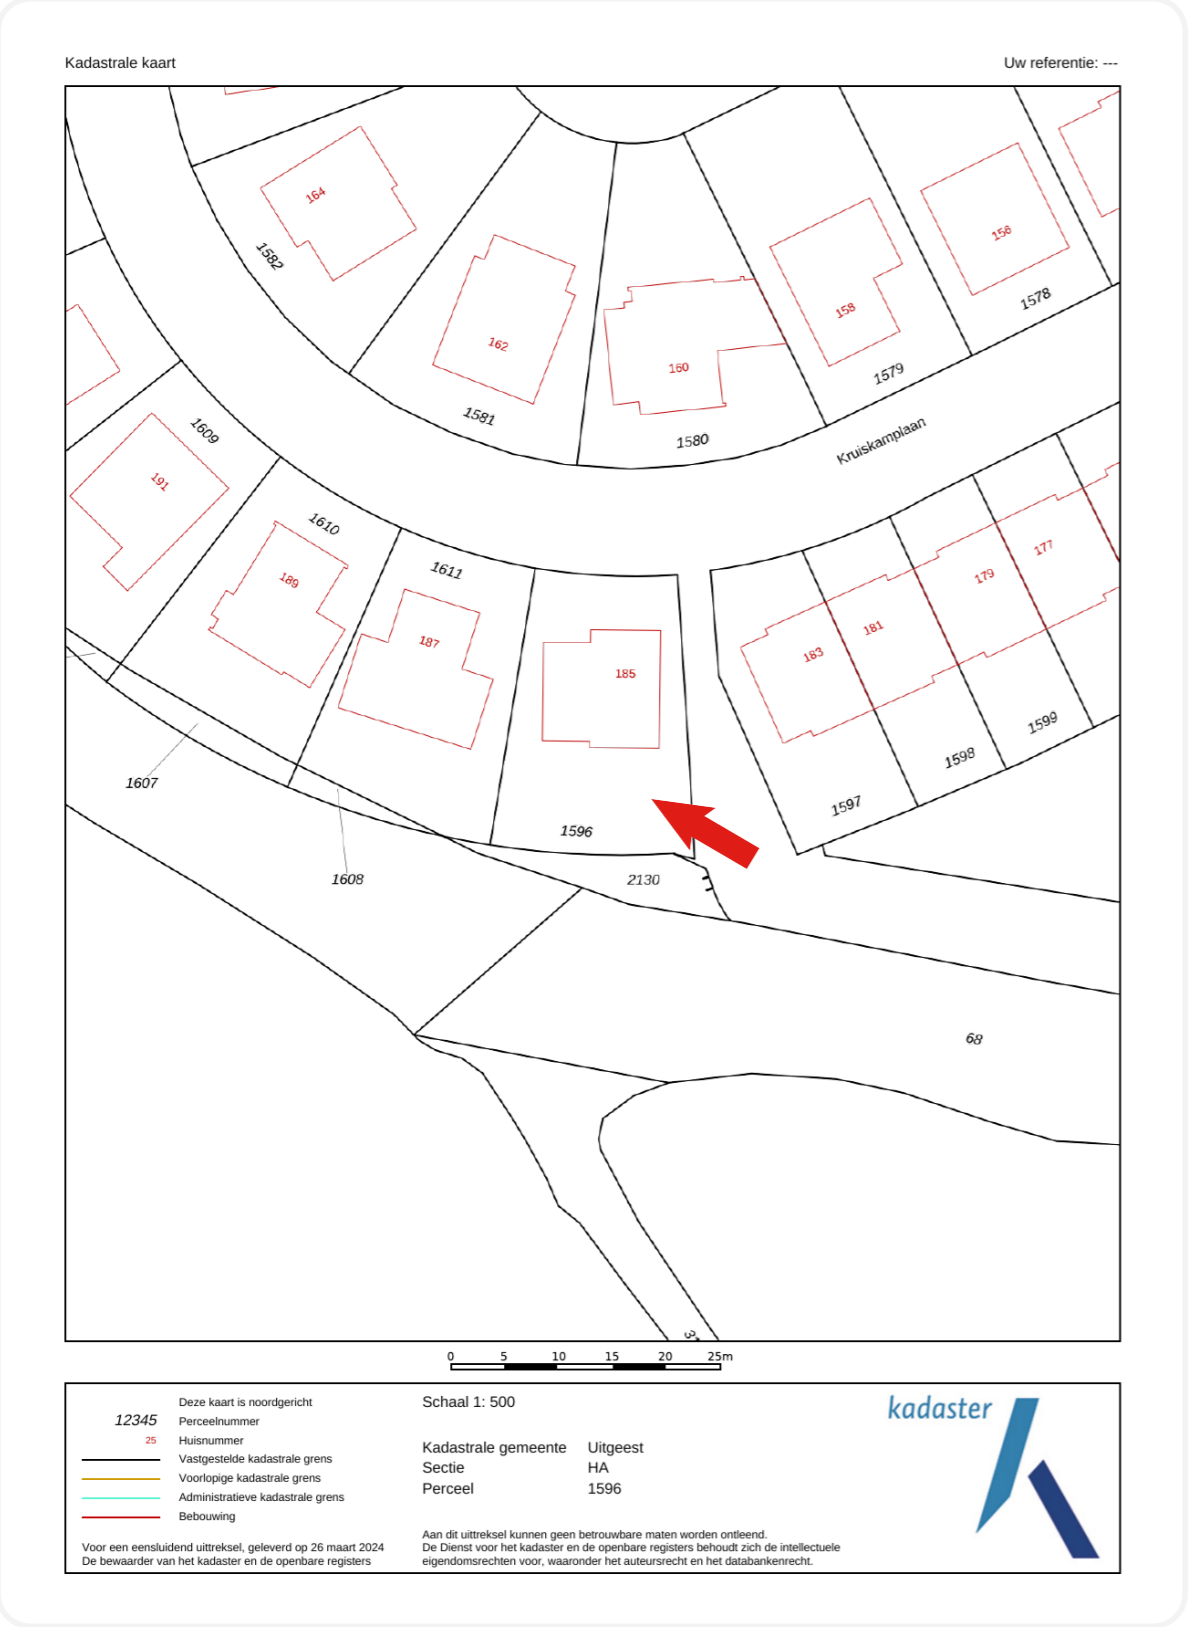 Kadastrale kaart
Uw referentie: ---
164
1582
162
1581
160
1580
158
1579
156
1578
Kruiskamplaan
1609
191
1610
189
1611
187
185
183
181
179
177
1599
1598
1597
1596
1607
1608
2130
68
0 5 10 15 20 25m
Deze kaart is noordgericht
12345 Perceelnummer
25 Huisnummer
Vastgestelde kadastrale grens
Voorlopige kadastrale grens
Administratieve kadastrale grens
Bebouwing
Voor een eensluidend uittreksel, geleverd op 26 maart 2024
De bewaarder van het kadaster en de openbare registers
Schaal 1: 500
Kadastrale gemeente Uitgeest
Sectie HA
Perceel 1596
Aan dit uittreksel kunnen geen betrouwbare maten worden ontleend.
De Dienst voor het kadaster en de openbare registers behoudt zich de intellectuele
eigendomsrechten voor, waaronder het auteursrecht en het databankenrecht.
kadaster